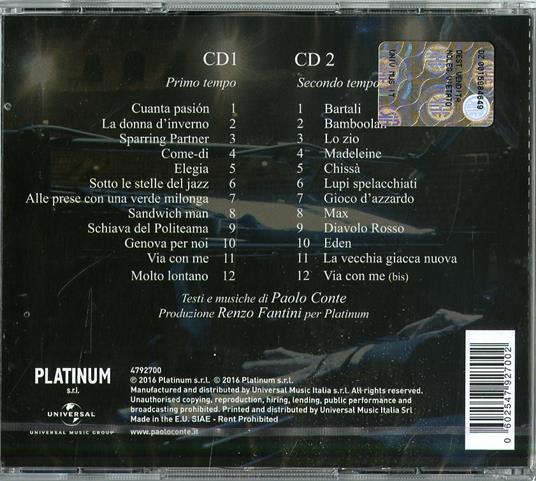 CD1
Primo tempo
Cuanta pasión 1
La donna d'inverno 2
Sparring Partner 3
Come-di 4
Elegia 5
Sotto le stelle del jazz 6
Alle prese con una verde milonga 7
Sandwich man 8
Schiava del Politeama 9
Genova per noi 10
Via con me 11
Molto lontano 12
CD 2
Secondo tempo
1 Bartali
2 Bamboolah
3 Lo zio
4 Madeleine
5 Chissà
6 Lupi spelacchiati
7 Gioco d'azzardo
8 Max
9 Diavolo Rosso
10 Eden
11 La vecchia giacca nuova
12 Via con me (bis)
Testi e musiche di Paolo Conte
Produzione Renzo Fantini per Platinum
PLATINUM
s.r.l.
UNIVERSAL
UNIVERSAL MUSIC GROUP
4792700
℗ 2016 Platinum s.r.l. © 2016 Platinum s.r.l.
Manufactured and distributed by Universal Music Italia s.r.l. All rights reserved.
Unauthorised copying, reproduction, hiring, lending, public performance and
broadcasting prohibited. Printed and distributed by Universal Music Italia Srl
Made in the E.U. SIAE - Rent Prohibited
www.paoloconte.it
0 602547 927002
DEST. VENDITA